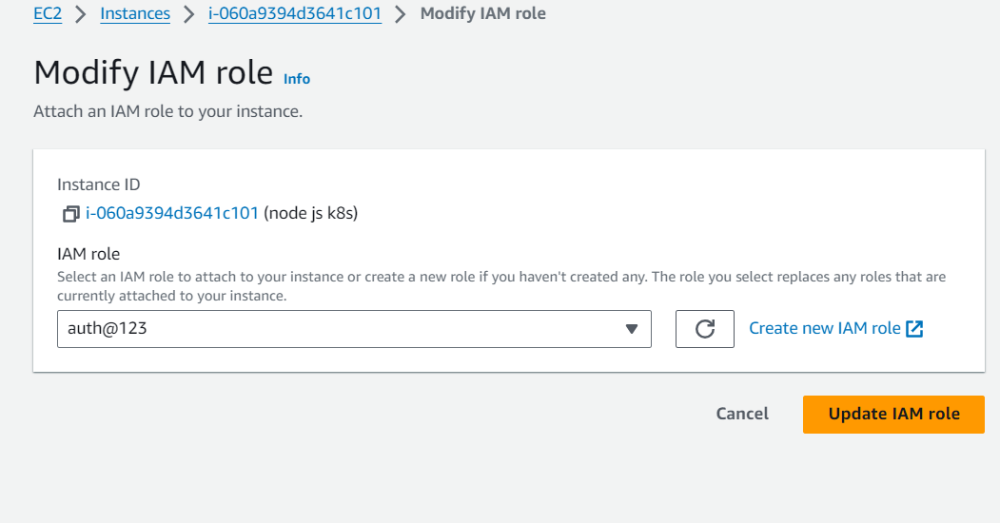 EC2 > Instances > i-060a9394d3641c101 > Modify IAM role
Modify IAM role Info
Attach an IAM role to your instance.
Instance ID
i-060a9394d3641c101 (node js k8s)
IAM role
Select an IAM role to attach to your instance or create a new role if you haven't created any. The role you select replaces any roles that are
currently attached to your instance.
auth@123
Create new IAM role
Cancel
Update IAM role